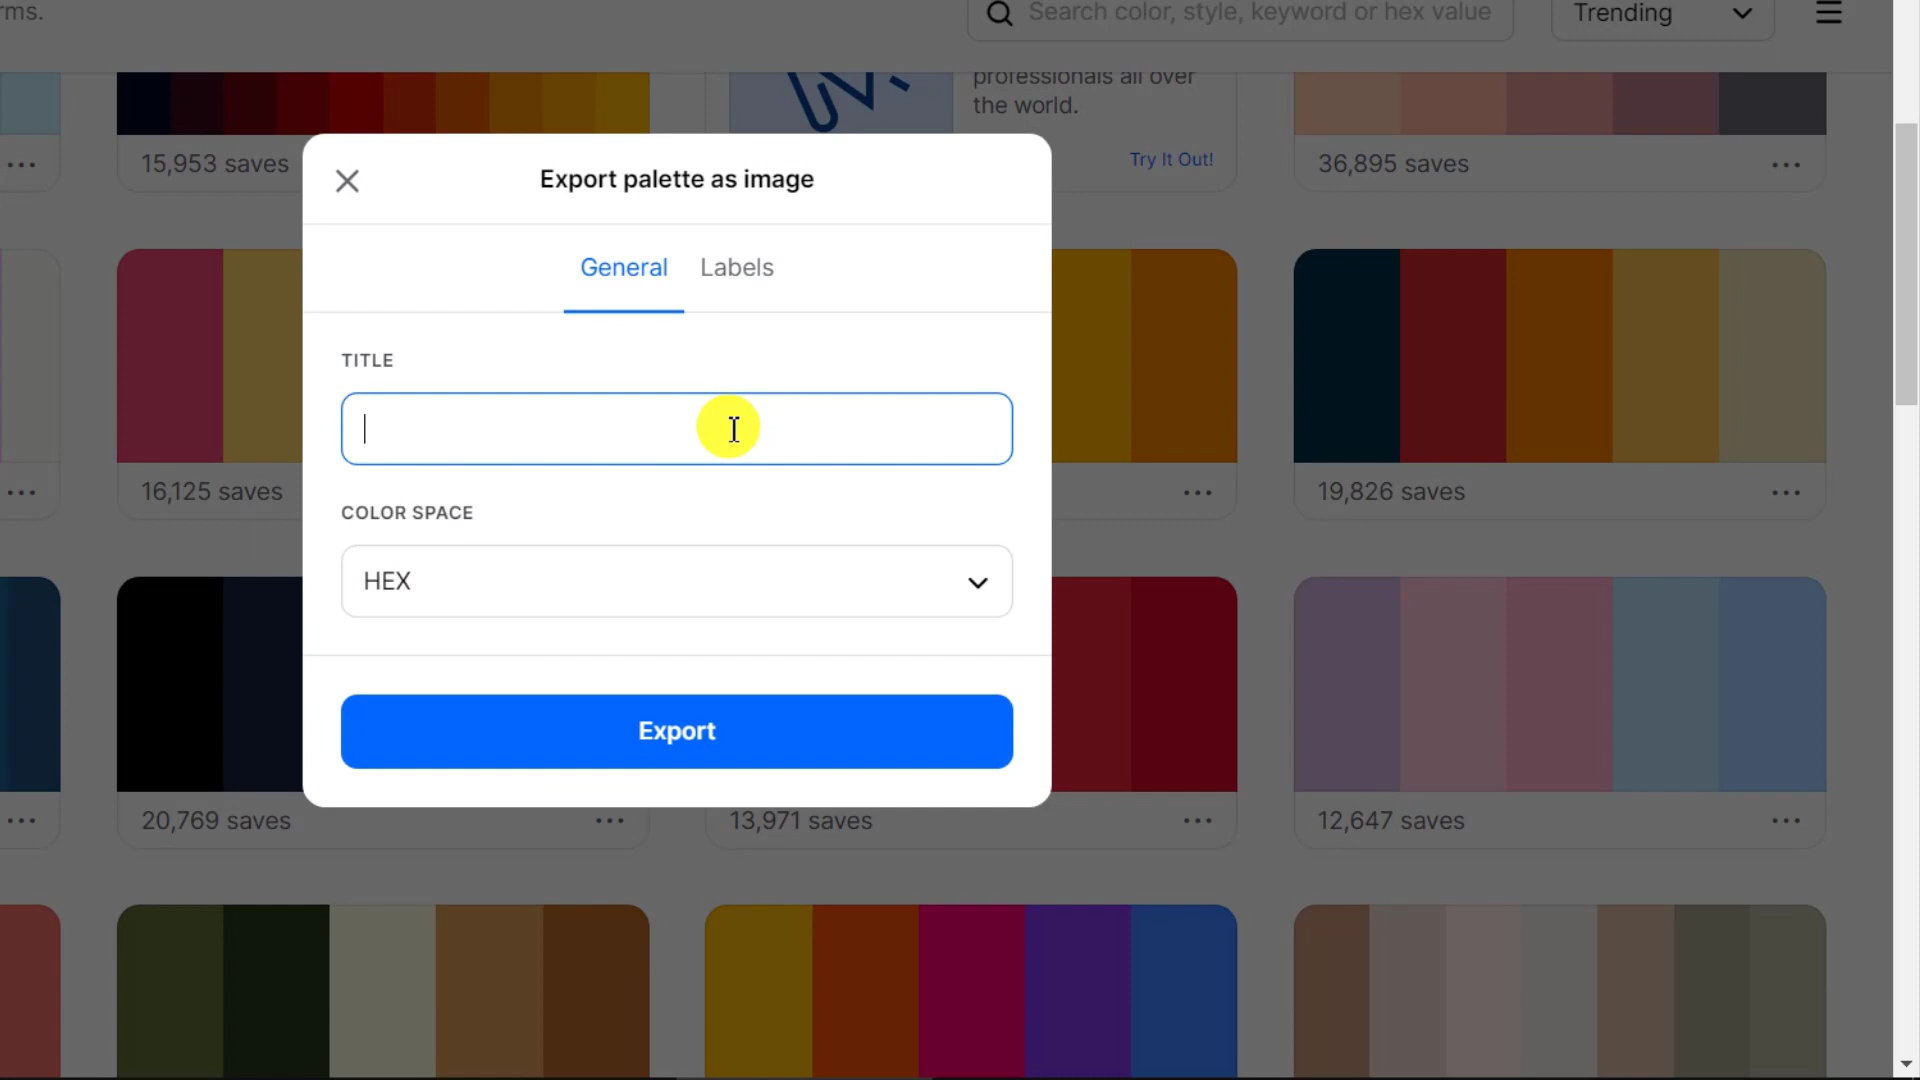 rms.
Search color, style, keyword or hex value
Trending
professionals all over
the world.
Try It Out!
15,953 saves
36,895 saves
Export palette as image
General
Labels
TITLE
16,125 saves
19,826 saves
COLOR SPACE
HEX
Export
20,769 saves
13,971 saves
12,647 saves